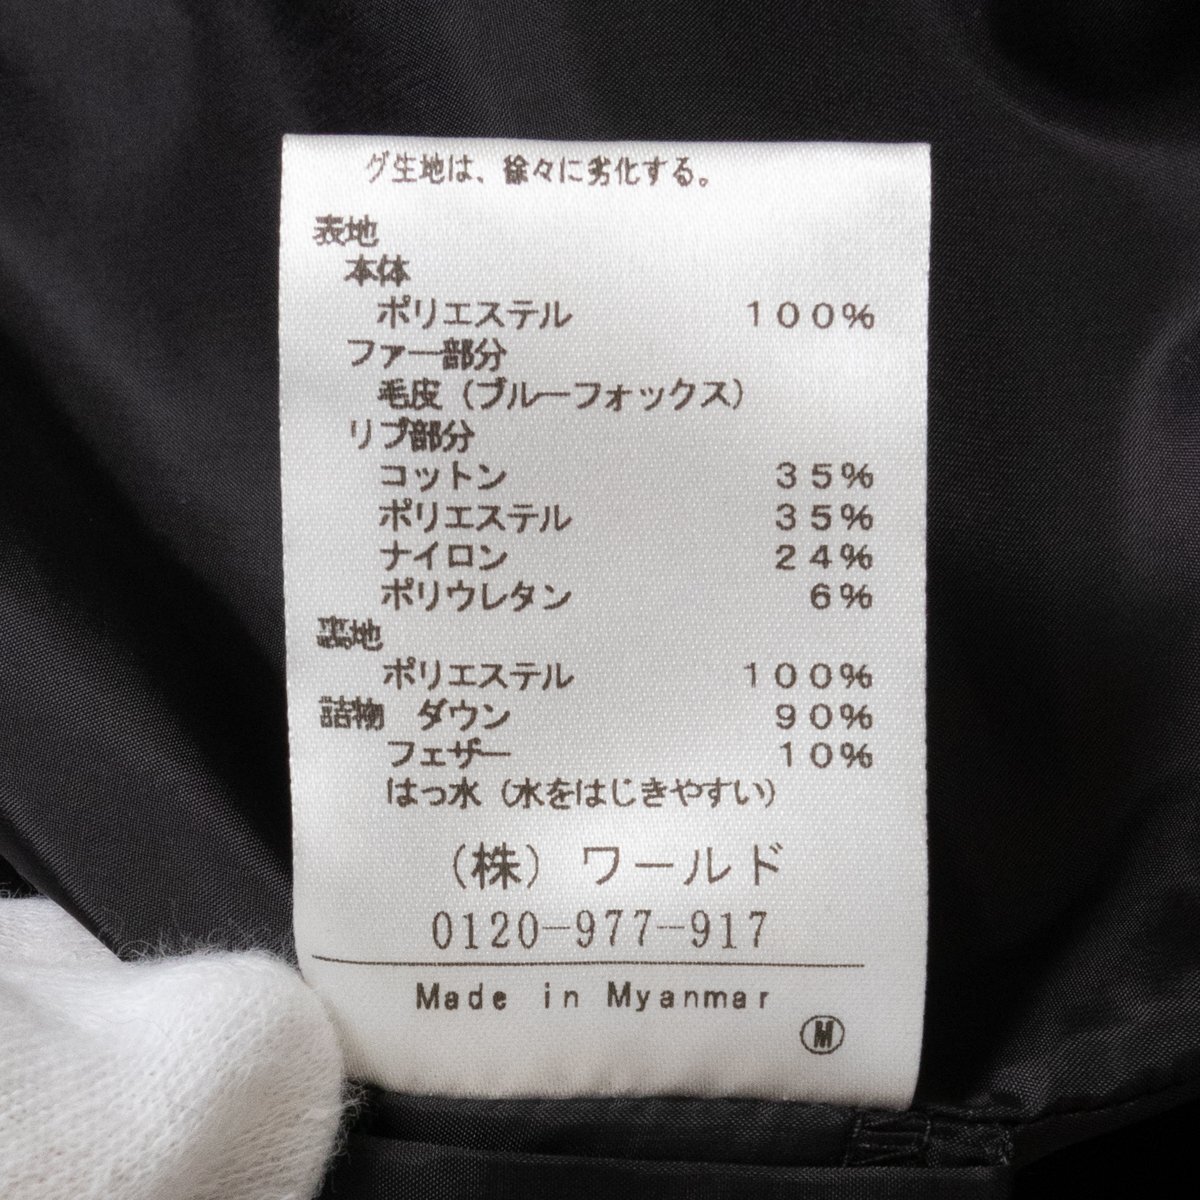 グ生地は、徐々に劣化する。
表地
本体
ポリエステル 100%
ファー部分
毛皮(ブルーフォックス)
リブ部分
コットン 35%
ポリエステル 35%
ナイロン 24%
ポリウレタン 6%
裏地
ポリエステル 100%
詰物 ダウン 90%
フェザー 10%
はっ水(水をはじきやすい)
(株)ワールド
0120-977-917
Made in Myanmar
M